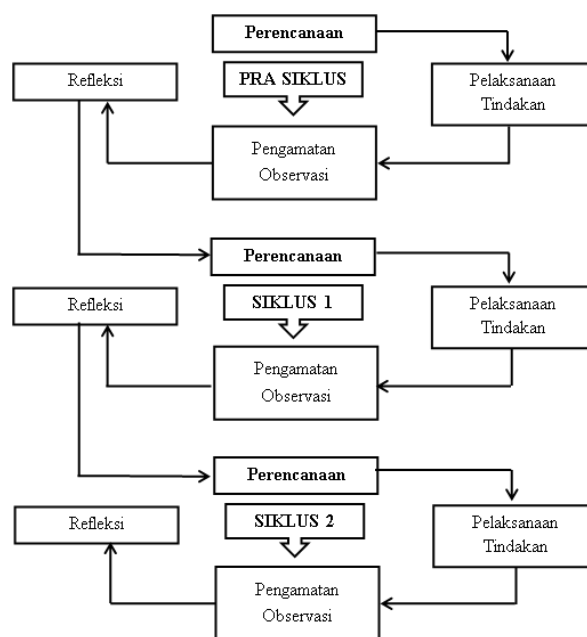 Perencanaan
Refleksi
PRA SIKLUS
Pelaksanaan
Tindakan
Pengamatan
Observasi
Perencanaan
Refleksi
SIKLUS 1
Pelaksanaan
Tindakan
Pengamatan
Observasi
Perencanaan
Refleksi
SIKLUS 2
Pelaksanaan
Tindakan
Pengamatan
Observasi